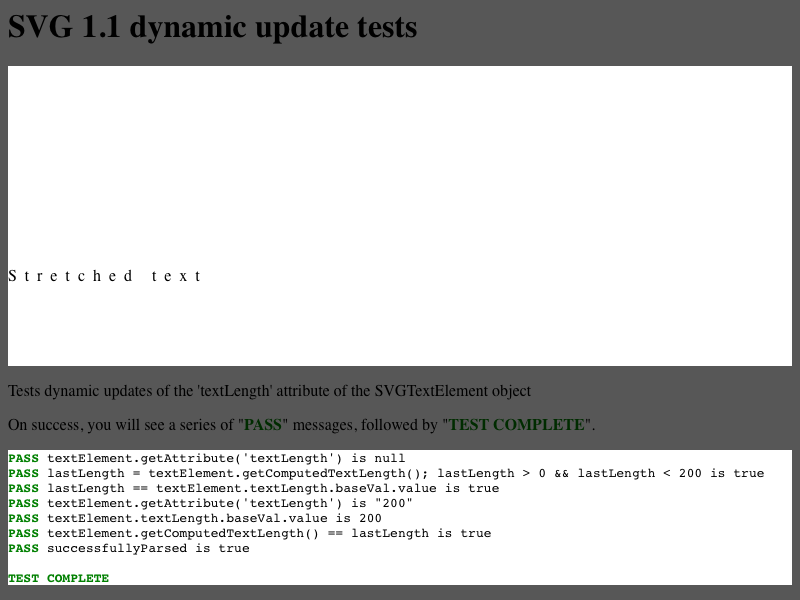 SVG 1.1 dynamic update tests
S t r e t c h e d   t e x t
Tests dynamic updates of the 'textLength' attribute of the SVGTextElement object
On success, you will see a series of "PASS" messages, followed by "TEST COMPLETE".
PASS textElement.getAttribute('textLength') is null
PASS lastLength = textElement.getComputedTextLength(); lastLength > 0 && lastLength < 200 is true
PASS lastLength == textElement.textLength.baseVal.value is true
PASS textElement.getAttribute('textLength') is "200"
PASS textElement.textLength.baseVal.value is 200
PASS textElement.getComputedTextLength() == lastLength is true
PASS successfullyParsed is true
TEST COMPLETE